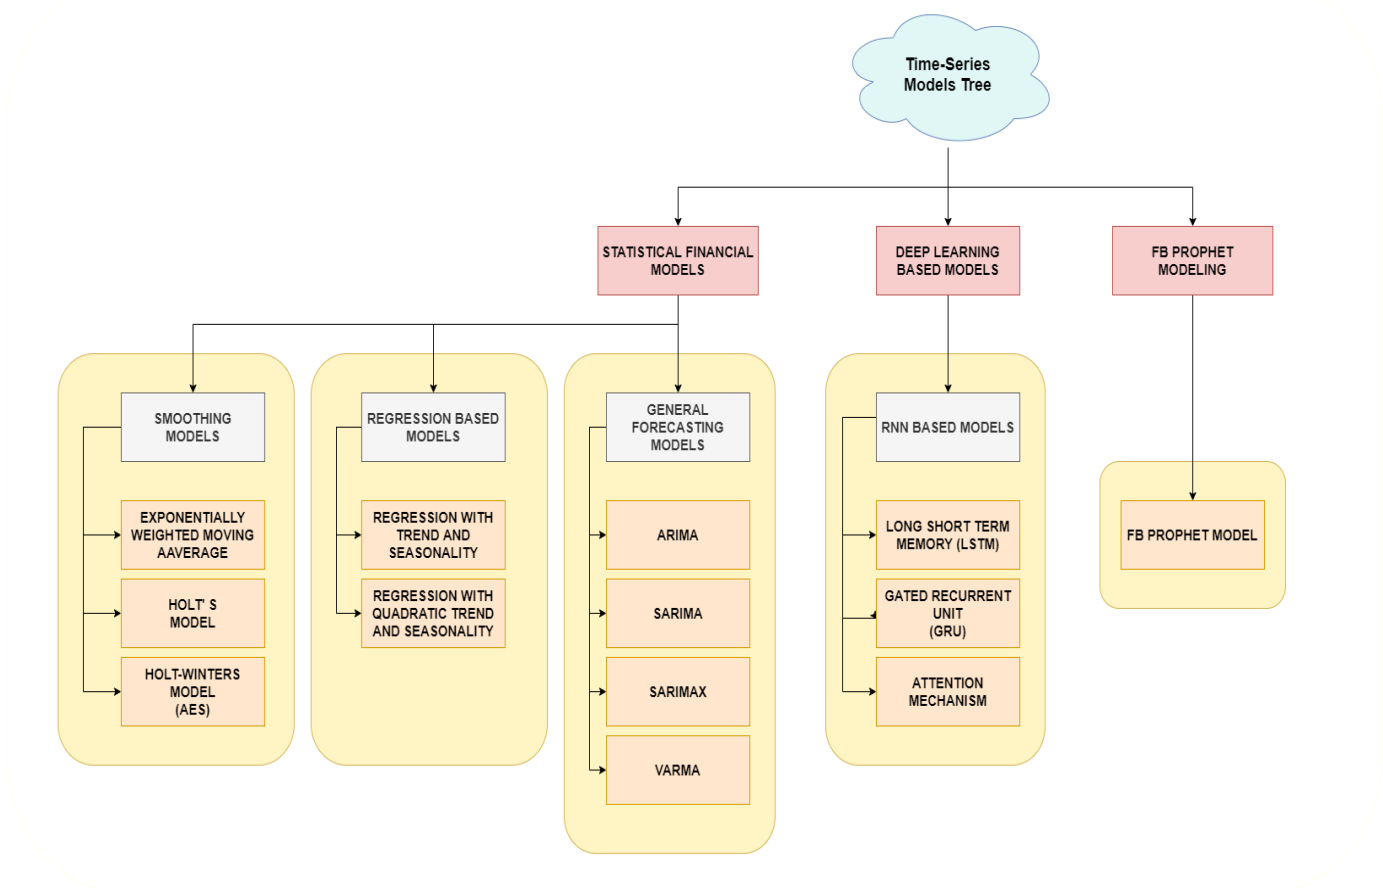 Time-Series
Models Tree
STATISTICAL FINANCIAL
MODELS
DEEP LEARNING
BASED MODELS
FB PROPHET
MODELING
SMOOTHING
MODELS
EXPONENTIALLY
WEIGHTED MOVING
AAVERAGE
HOLT' S
MODEL
HOLT-WINTERS
MODEL
(AES)
REGRESSION BASED
MODELS
REGRESSION WITH
TREND AND
SEASONALITY
REGRESSION WITH
QUADRATIC TREND
AND SEASONALITY
GENERAL
FORECASTING
MODELS
ARIMA
SARIMA
SARIMAX
VARMA
RNN BASED MODELS
LONG SHORT TERM
MEMORY (LSTM)
GATED RECURRENT
UNIT
(GRU)
ATTENTION
MECHANISM
FB PROPHET MODEL